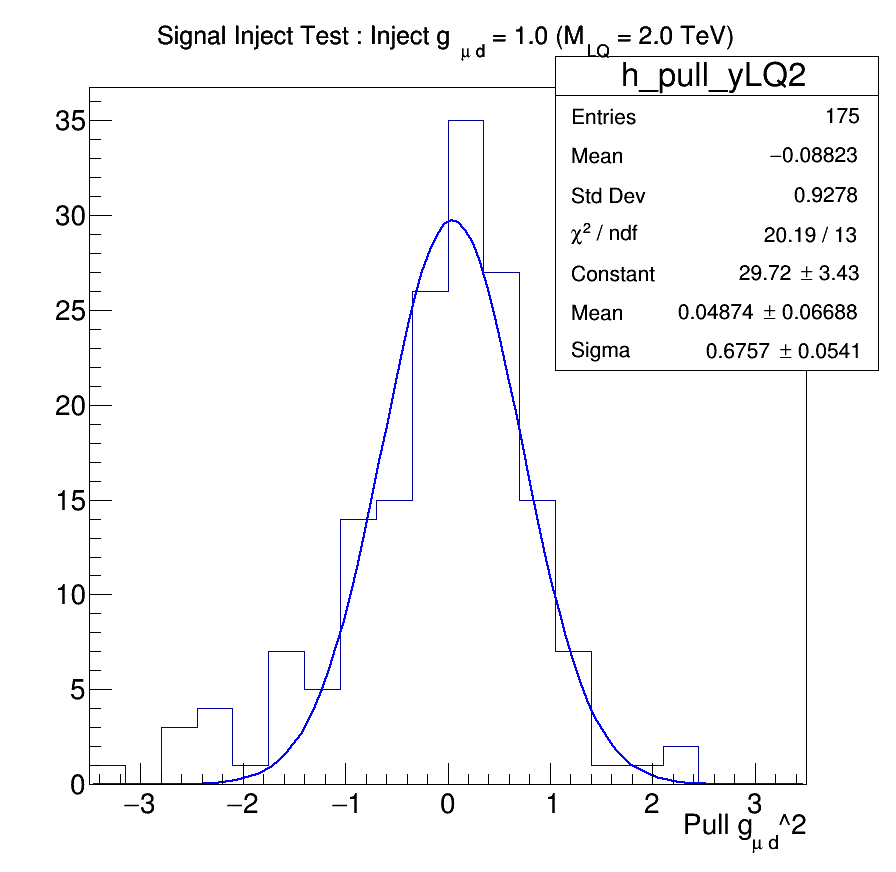 Signal Inject Test : Inject g μ d = 1.0 (M LQ = 2.0 TeV)
h_pull_yLQ2
Entries 175
Mean −0.08823
Std Dev 0.9278
χ² / ndf 20.19 / 13
Constant 29.72 ± 3.43
Mean 0.04874 ± 0.06688
Sigma 0.6757 ± 0.0541
35
30
25
20
15
10
5
0
−3 −2 −1 0 1 2 3
Pull g μ d ^2